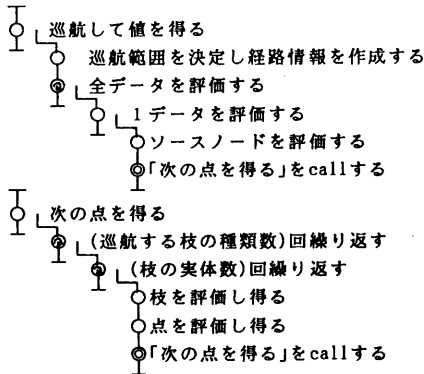 巡航して値を得る
巡航範囲を決定し経路情報を作成する
全データを評価する
1データを評価する
ソースノードを評価する
「次の点を得る」をcallする
次の点を得る
(巡航する枝の種類数)回繰り返す
(枝の実体数)回繰り返す
枝を評価し得る
点を評価し得る
「次の点を得る」をcallする